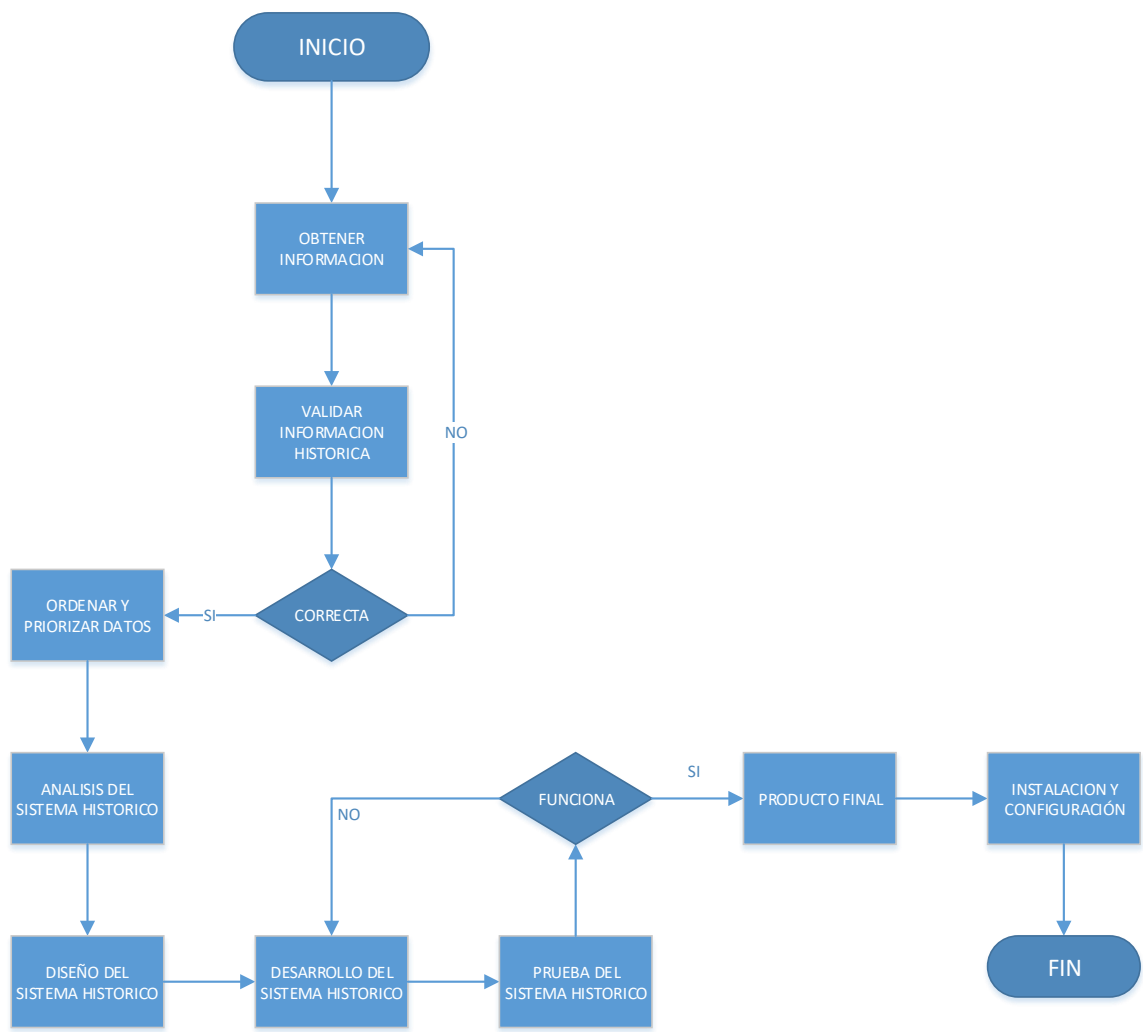 INICIO
OBTENER
INFORMACION
VALIDAR
INFORMACION
HISTORICA
NO
CORRECTA
SI
ORDENAR Y
PRIORIZAR DATOS
ANALISIS DEL
SISTEMA HISTORICO
DISEÑO DEL
SISTEMA HISTORICO
DESARROLLO DEL
SISTEMA HISTORICO
PRUEBA DEL
SISTEMA HISTORICO
FUNCIONA
NO
SI
PRODUCTO FINAL
INSTALACION Y
CONFIGURACIÓN
FIN